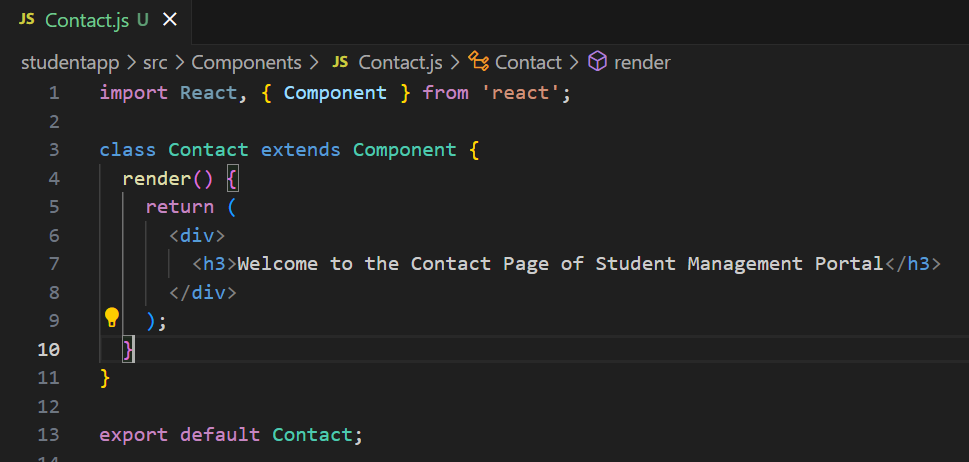 JS Contact.js U ×
studentapp > src > Components > JS Contact.js > Contact > render
1 import React, { Component } from 'react';
2
3 class Contact extends Component {
4 render() {
5 return (
6 <div>
7 <h3>Welcome to the Contact Page of Student Management Portal</h3>
8 </div>
9 );
10 }
11 }
12
13 export default Contact;
14